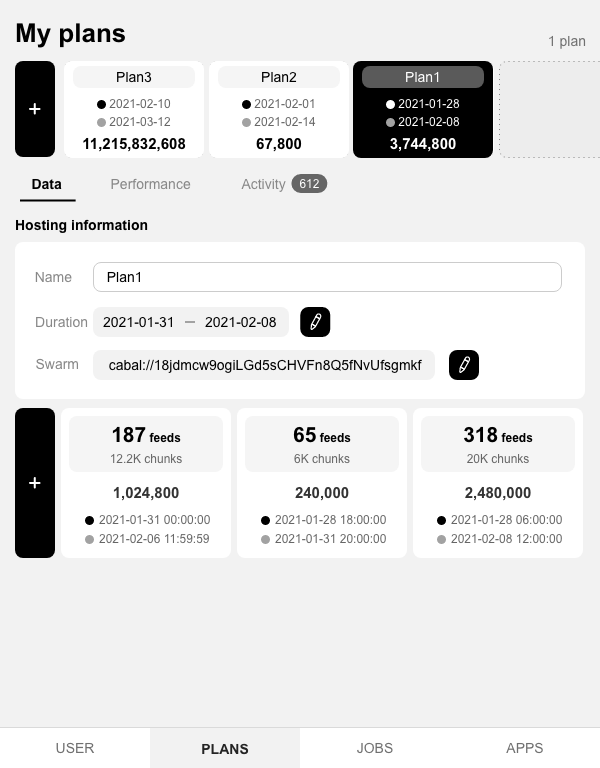 My plans
1 plan
+
Plan3
2021-02-10
2021-03-12
11,215,832,608
Plan2
2021-02-01
2021-02-14
67,800
Plan1
2021-01-28
2021-02-08
3,744,800
Data
Performance
Activity 612
Hosting information
Name Plan1
Duration 2021-01-31 — 2021-02-08
Swarm cabal://18jdmcw9ogiLGd5sCHVFn8Q5fNvUfsgmkf
+
187 feeds
12.2K chunks
1,024,800
2021-01-31 00:00:00
2021-02-06 11:59:59
65 feeds
6K chunks
240,000
2021-01-28 18:00:00
2021-01-31 20:00:00
318 feeds
20K chunks
2,480,000
2021-01-28 06:00:00
2021-02-08 12:00:00
USER
PLANS
JOBS
APPS